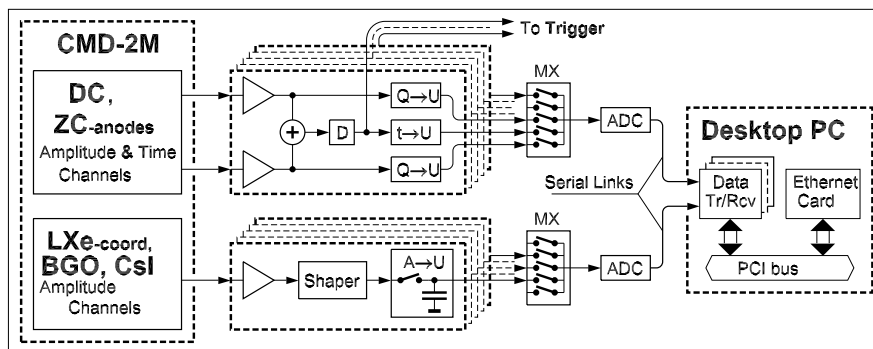 CMD-2M
DC,
ZC-anodes
Amplitude & Time
Channels
LXe-coord,
BGO, CsI
Amplitude
Channels
To Trigger
Q→U
D
t→U
Q→U
Shaper
A→U
MX
ADC
Serial Links
MX
ADC
Desktop PC
Data
Tr/Rcv
Ethernet
Card
PCI bus